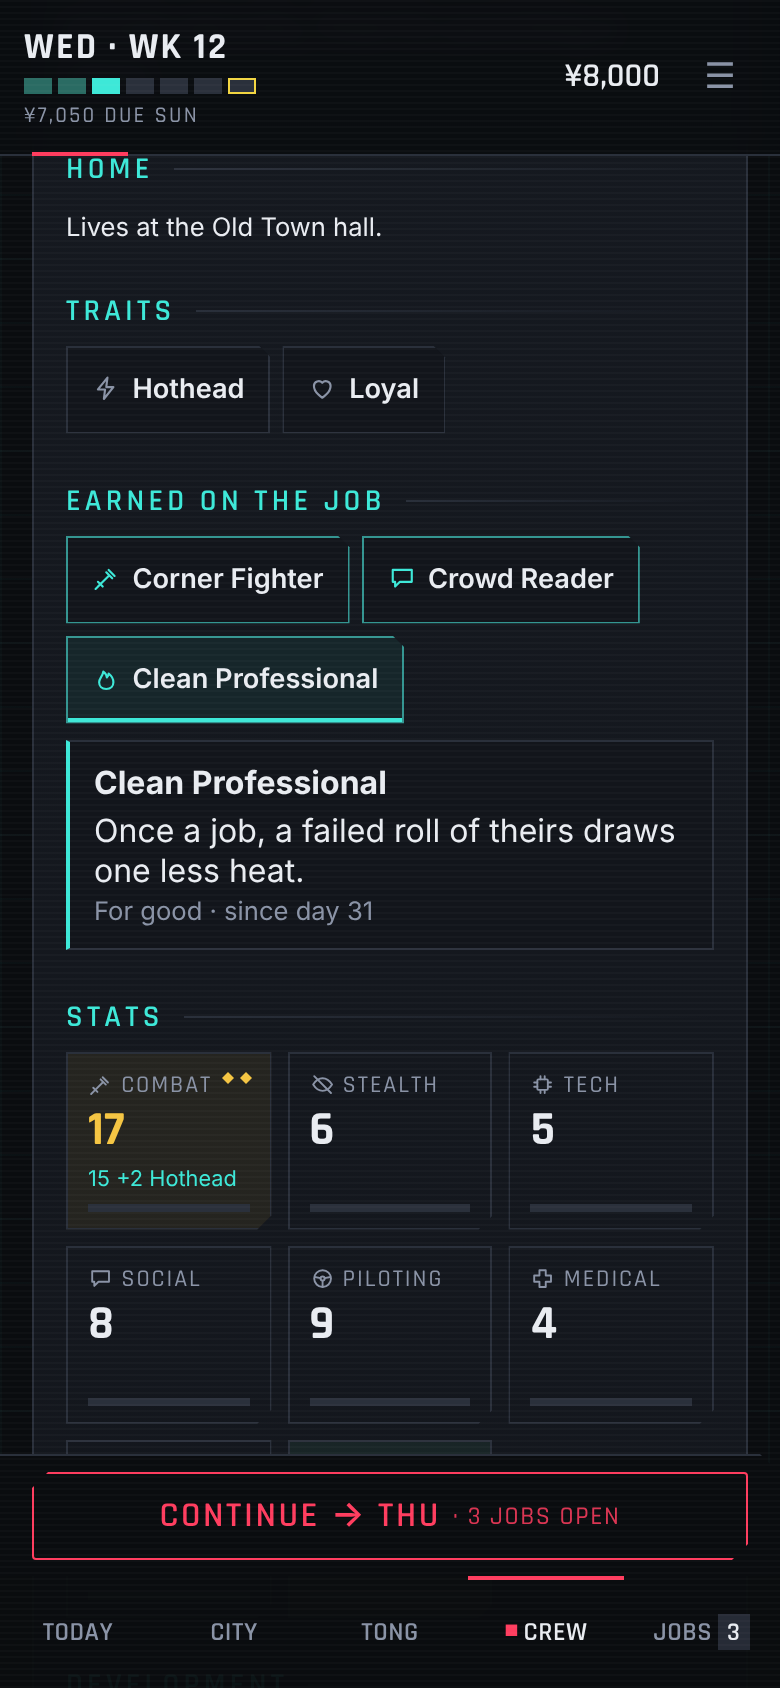 WED · WK 12
¥8,000
¥7,050 DUE SUN
HOME
Lives at the Old Town hall.
TRAITS
Hothead
Loyal
EARNED ON THE JOB
Corner Fighter
Crowd Reader
Clean Professional
Clean Professional
Once a job, a failed roll of theirs draws
one less heat.
For good · since day 31
STATS
COMBAT
17
15 +2 Hothead
STEALTH
6
TECH
5
SOCIAL
8
PILOTING
9
MEDICAL
4
CONTINUE → THU · 3 JOBS OPEN
TODAY
CITY
TONG
CREW
JOBS 3
DEVELOPMENT